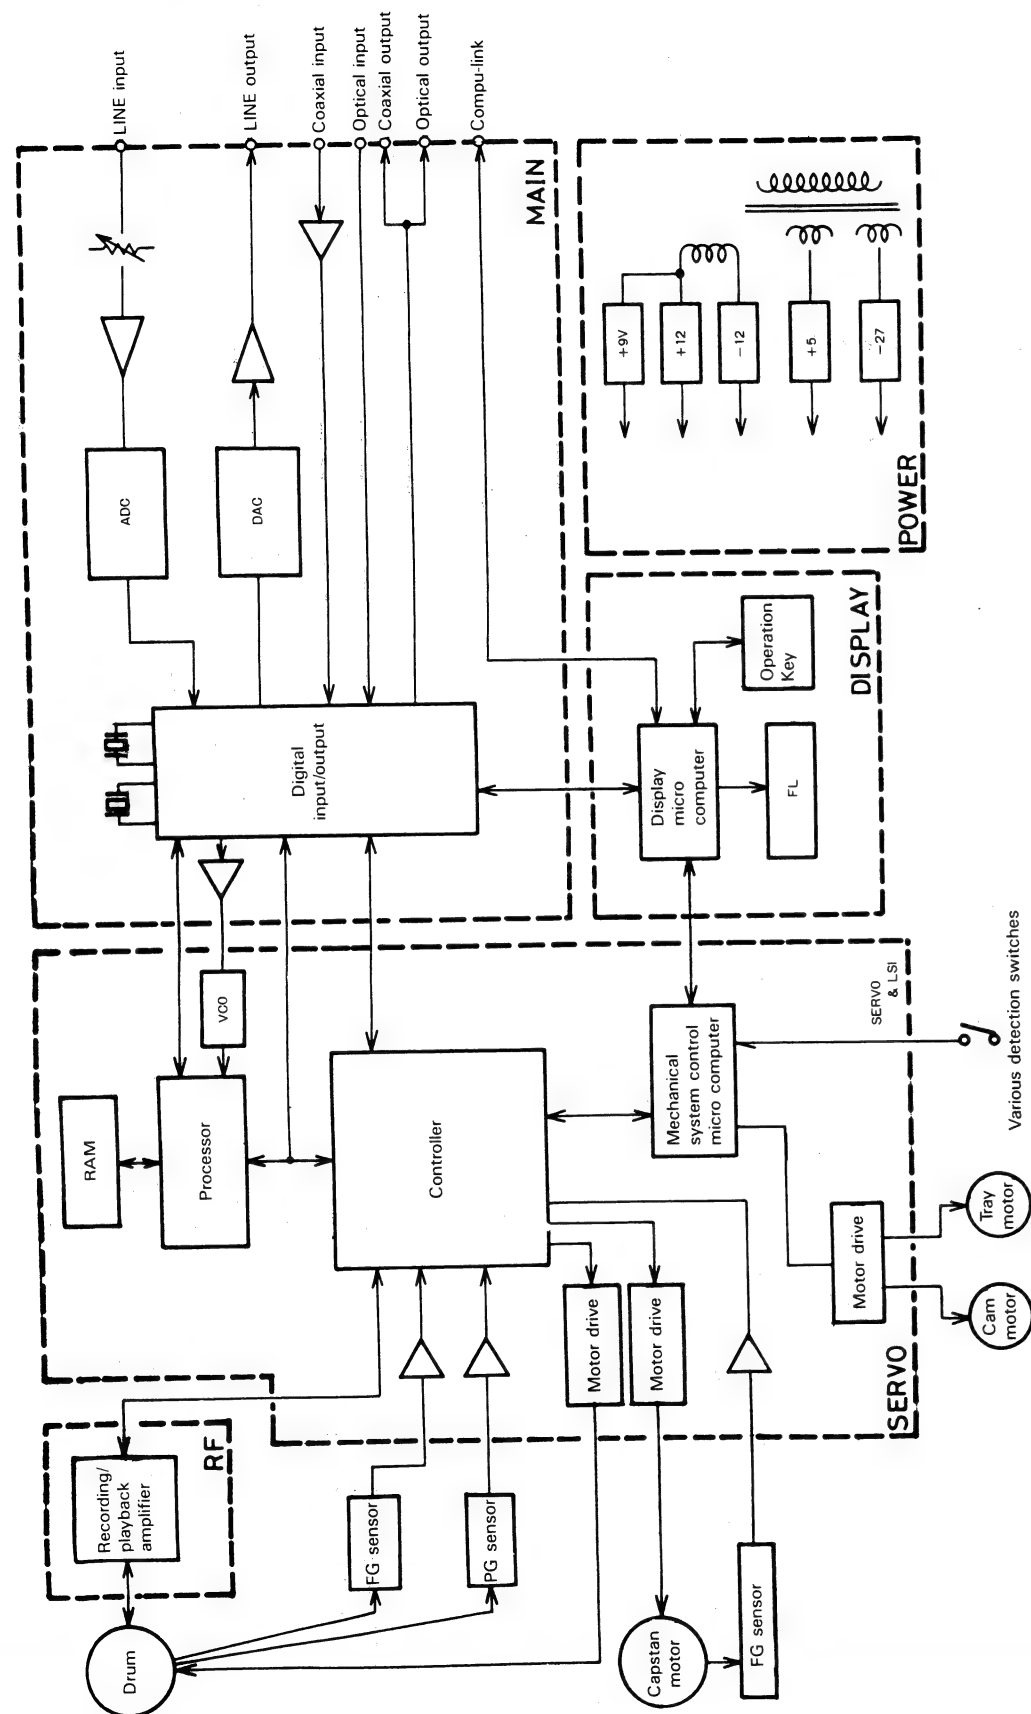 Drum
Recording/
playback
amplifier
RF
FG sensor
PG sensor
Capstan
motor
FG sensor
RAM
Processor
VCO
Controller
Motor drive
Motor drive
SERVO
Mechanical
system control
micro computer
SERVO
& LSI
Motor drive
Cam
motor
Tray
motor
Various detection switches
Digital
input/output
ADC
DAC
MAIN
LINE input
LINE output
Coaxial input
Optical input
Coaxial output
Optical output
Compu-link
Display
micro
computer
FL
Operation
Key
DISPLAY
+9V
+12
-12
+5
-27
POWER